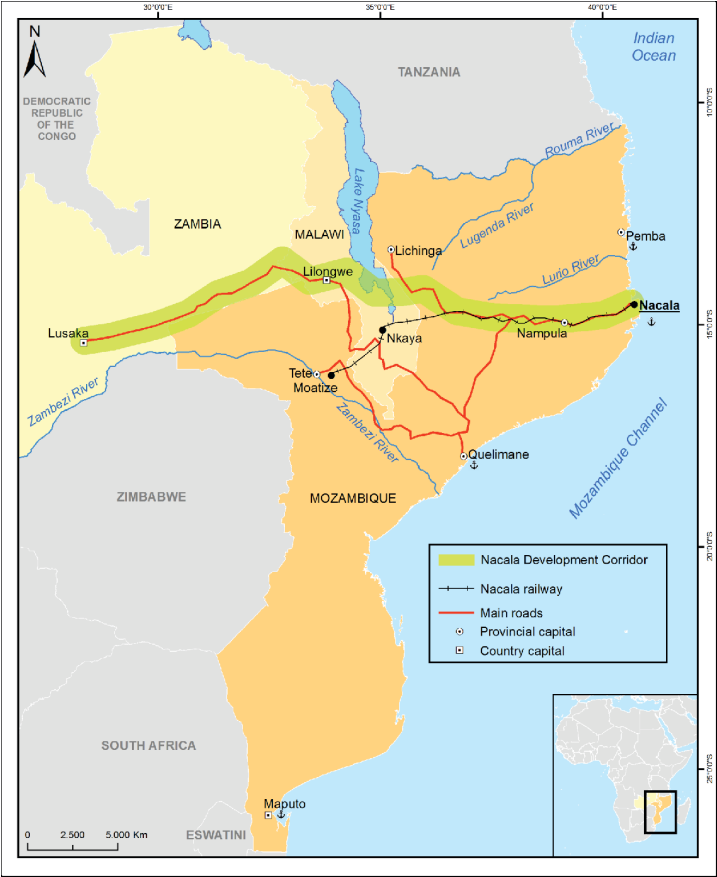 30°0'0"E
35°0'0"E
40°0'0"E
N
Indian
Ocean
TANZANIA
DEMOCRATIC
REPUBLIC
OF THE
CONGO
10°0'0"S
Rouma River
Lake Nyasa
ZAMBIA
MALAWI
Lugenda River
Lichinga
Pemba
Lilongwe
Lurio River
Nacala
Lusaka
15°0'0"S
Nkaya
Nampula
Tete
Moatize
Zambezi River
Zambezi River
Mozambique Channel
Quelimane
ZIMBABWE
MOZAMBIQUE
20°0'0"S
Nacala Development Corridor
Nacala railway
Main roads
Provincial capital
Country capital
SOUTH AFRICA
25°0'0"S
Maputo
ESWATINI
0 2.500 5.000 Km